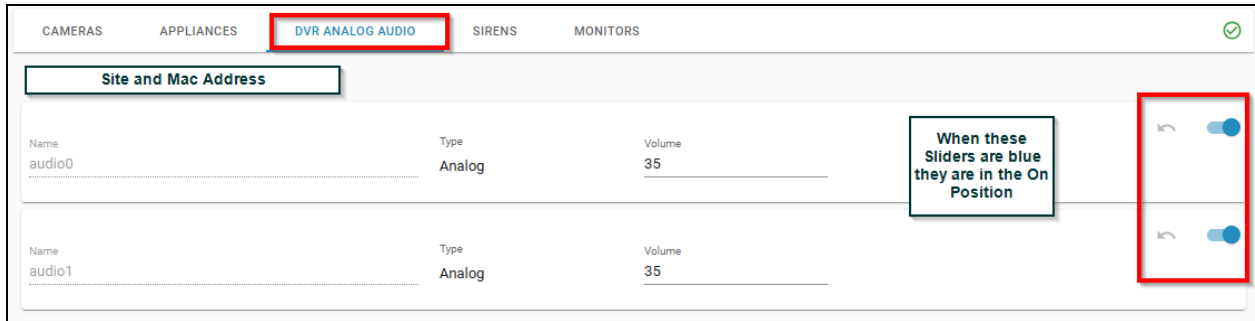 CAMERAS APPLIANCES DVR ANALOG AUDIO SIRENS MONITORS
Site and Mac Address
Name Type Volume
audio0 Analog 35
When these
Sliders are blue
they are in the On
Position
Name Type Volume
audio1 Analog 35